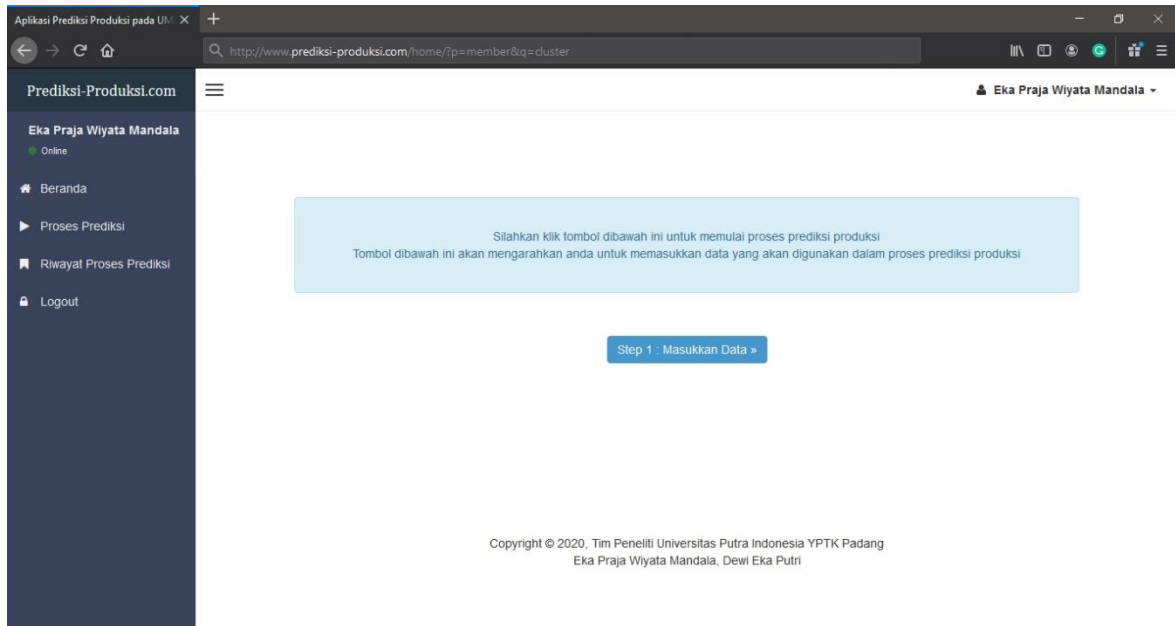 Aplikasi Prediksi Produksi pada UM
http://www.prediksi-produksi.com/home/?p=member&q=cluster
Prediksi-Produksi.com
Eka Praja Wiyata Mandala
Eka Praja Wiyata Mandala
Online
Beranda
Proses Prediksi
Riwayat Proses Prediksi
Logout
Silahkan klik tombol dibawah ini untuk memulai proses prediksi produksi
Tombol dibawah ini akan mengarahkan anda untuk memasukkan data yang akan digunakan dalam proses prediksi produksi
Step 1 : Masukkan Data »
Copyright © 2020, Tim Peneliti Universitas Putra Indonesia YPTK Padang
Eka Praja Wiyata Mandala, Dewi Eka Putri